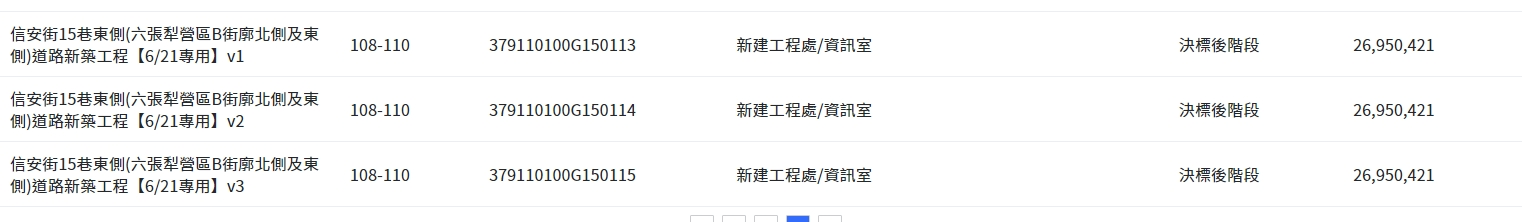 信安街15巷東側(六張犁營區B街廓北側及東
側)道路新築工程【6/21專用】v1
108-110
379110100G150113
新建工程處/資訊室
決標後階段
26,950,421
信安街15巷東側(六張犁營區B街廓北側及東
側)道路新築工程【6/21專用】v2
108-110
379110100G150114
新建工程處/資訊室
決標後階段
26,950,421
信安街15巷東側(六張犁營區B街廓北側及東
側)道路新築工程【6/21專用】v3
108-110
379110100G150115
新建工程處/資訊室
決標後階段
26,950,421